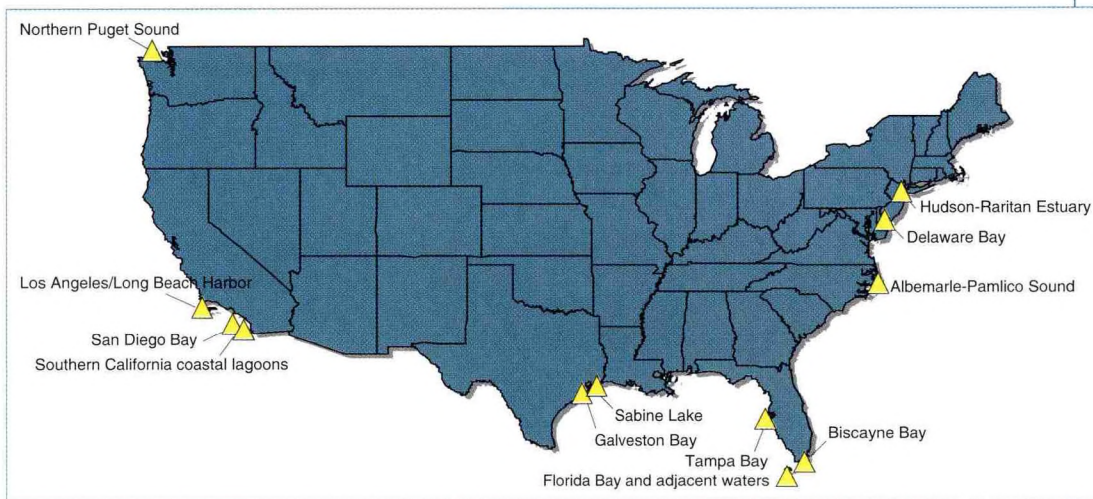 Northern Puget Sound
Hudson-Raritan Estuary
Delaware Bay
Los Angeles/Long Beach Harbor
Albemarle-Pamlico Sound
San Diego Bay
Southern California coastal lagoons
Sabine Lake
Galveston Bay
Biscayne Bay
Tampa Bay
Florida Bay and adjacent waters